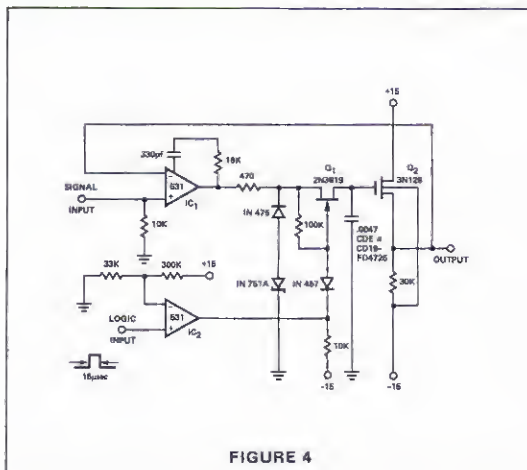 +15
330pf
18K
470
Q1
2N3819
Q2
3N128
531
IC1
SIGNAL
INPUT
10K
IN 475
100K
.0047
CDE #
CD19-
FD472G
OUTPUT
33K
300K
+15
IN 751A
IN 457
30K
LOGIC
INPUT
531
IC2
10K
-15
-15
15µsec
FIGURE 4